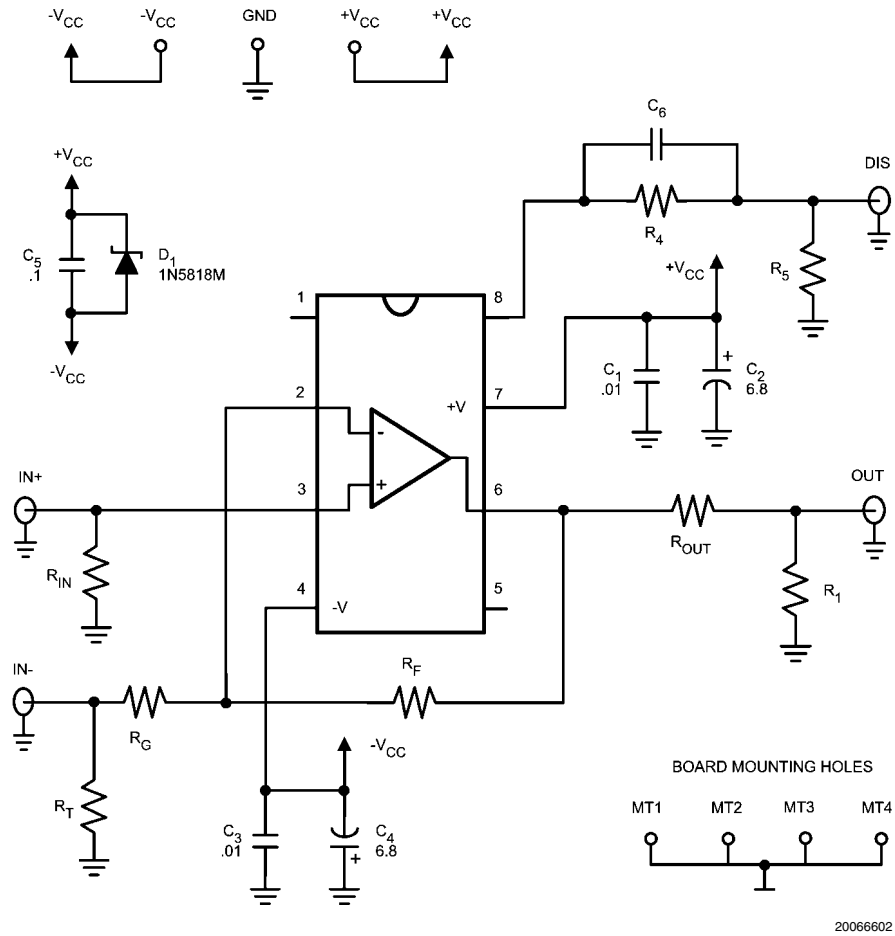 -VCC -VCC GND +VCC +VCC
C6
DIS
+VCC
R4
C5
.1
D1
1N5818M
R5
+VCC
1 8
-VCC
C1
.01
+
C2
6.8
2 +V 7
-
IN+ 3 + 6 OUT
ROUT
RIN
4 -V 5
R1
IN-
RF
RG
-VCC
BOARD MOUNTING HOLES
RT
MT1 MT2 MT3 MT4
C3
.01
C4
6.8
+
20066602